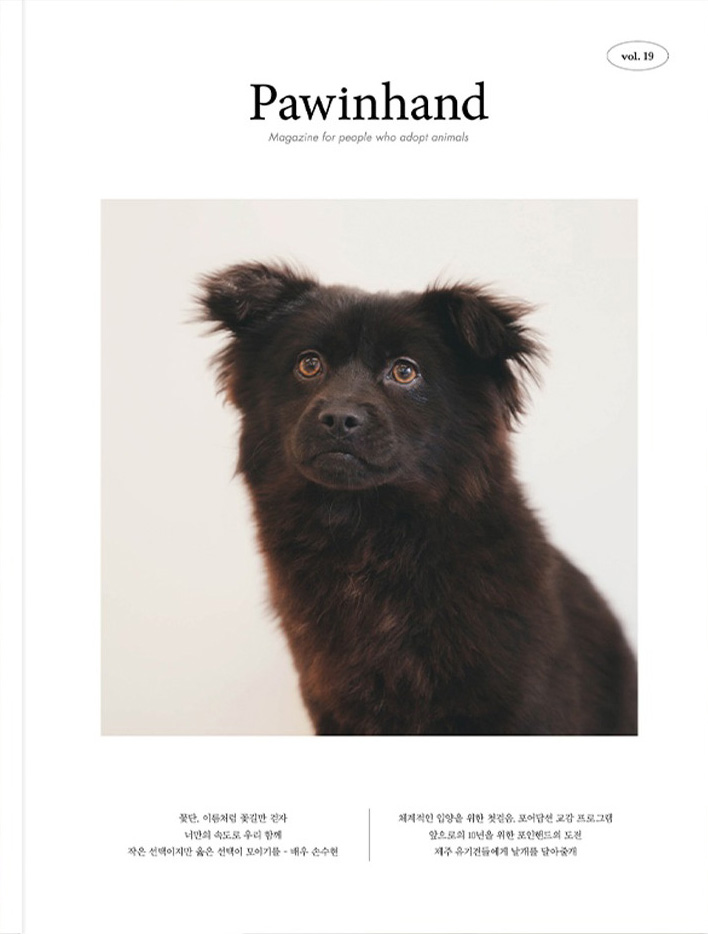 vol. 19
Pawinhand
Magazine for people who adopt animals
꽃단, 이름처럼 꽃길만 걷자
너만의 속도로 우리 함께
작은 선택이지만 옳은 선택이 모이기를 - 배우 손수현
체계적인 입양을 위한 첫걸음, 포어닮션 교감 프로그램
앞으로의 10년을 위한 포인핸드의 도전
제주 유기견들에게 날개를 달아줄개